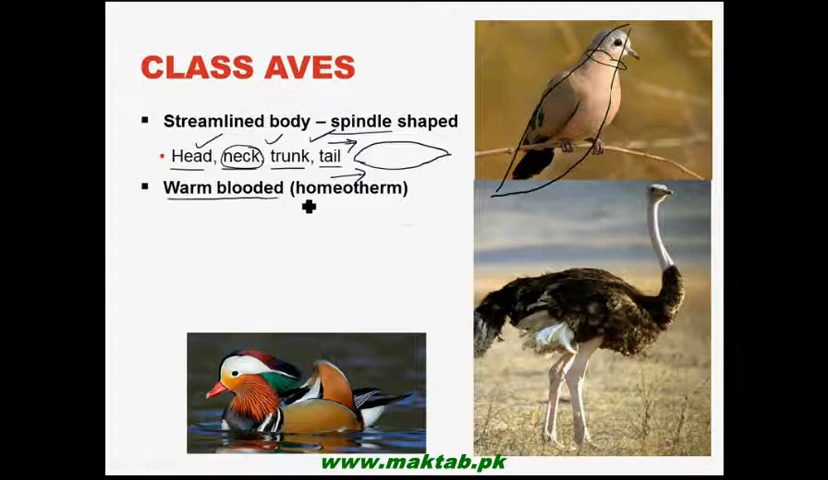 CLASS AVES
▪ Streamlined body – spindle shaped
• Head, neck, trunk, tail
▪ Warm blooded (homeotherm)
www.maktab.pk